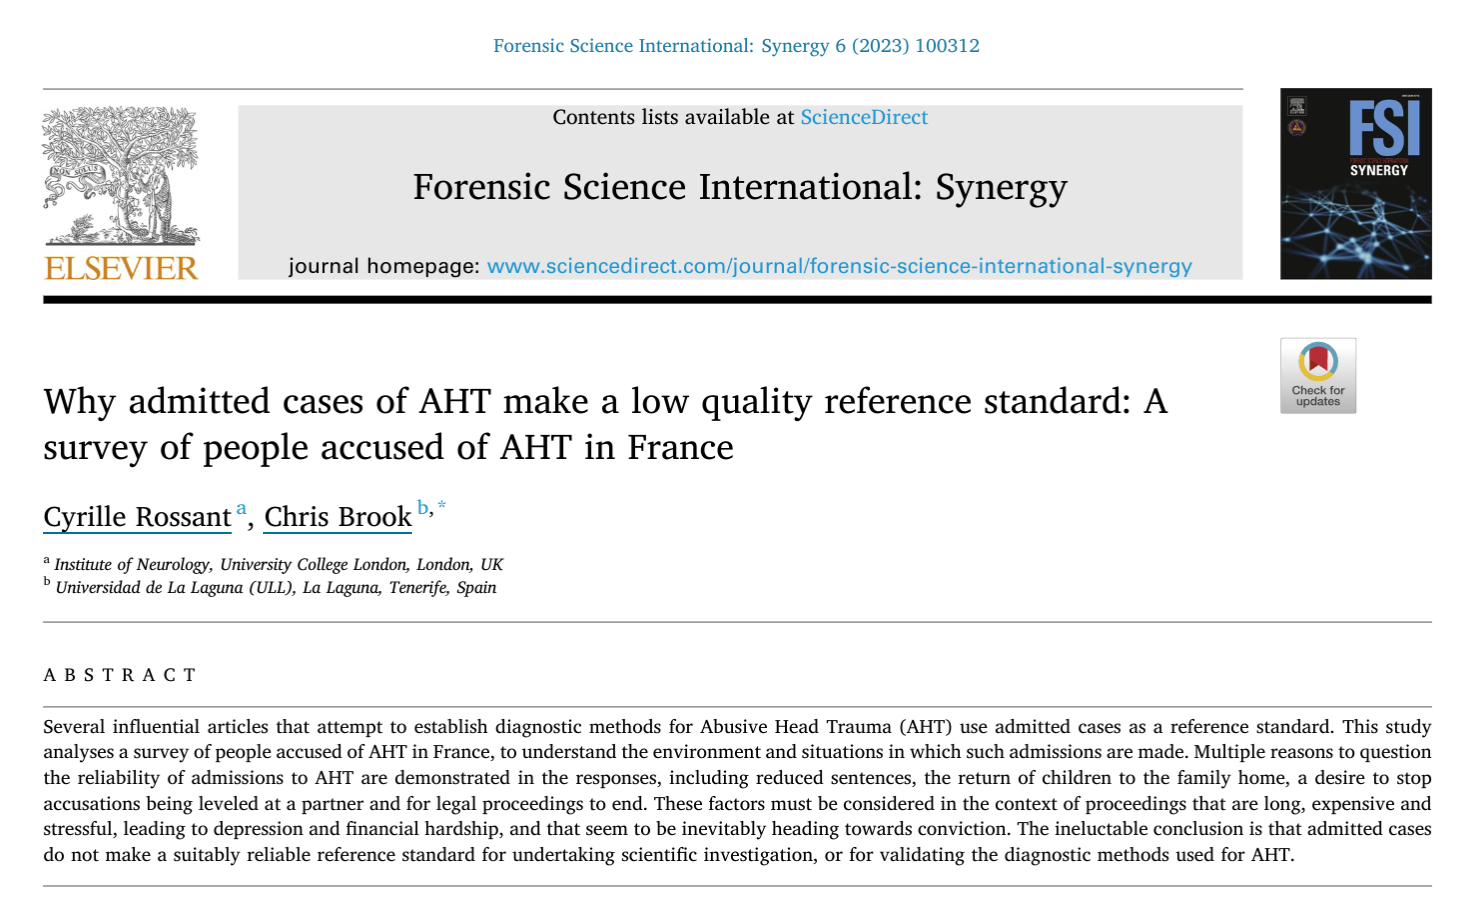 Forensic Science International: Synergy 6 (2023) 100312
Contents lists available at ScienceDirect
Forensic Science International: Synergy
journal homepage: www.sciencedirect.com/journal/forensic-science-international-synergy
NON SOLUS
ELSEVIER
FSI
SYNERGY
Check for
updates
Why admitted cases of AHT make a low quality reference standard: A
survey of people accused of AHT in France
Cyrille Rossant a, Chris Brook b,*
a Institute of Neurology, University College London, London, UK
b Universidad de La Laguna (ULL), La Laguna, Tenerife, Spain
A B S T R A C T
Several influential articles that attempt to establish diagnostic methods for Abusive Head Trauma (AHT) use admitted cases as a reference standard. This study
analyses a survey of people accused of AHT in France, to understand the environment and situations in which such admissions are made. Multiple reasons to question
the reliability of admissions to AHT are demonstrated in the responses, including reduced sentences, the return of children to the family home, a desire to stop
accusations being leveled at a partner and for legal proceedings to end. These factors must be considered in the context of proceedings that are long, expensive and
stressful, leading to depression and financial hardship, and that seem to be inevitably heading towards conviction. The ineluctable conclusion is that admitted cases
do not make a suitably reliable reference standard for undertaking scientific investigation, or for validating the diagnostic methods used for AHT.